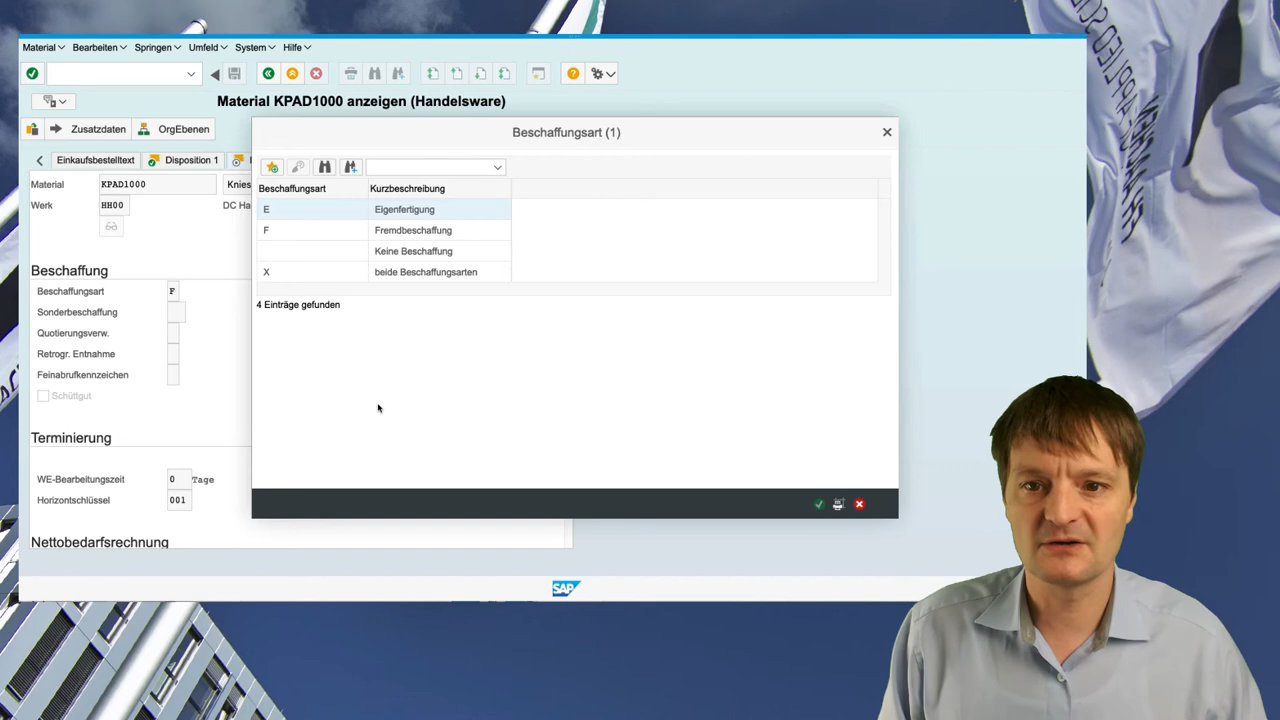 Material Bearbeiten Springen Umfeld System Hilfe
Material KPAD1000 anzeigen (Handelsware)
Zusatzdaten OrgEbenen
Einkaufsbestelltext Disposition 1
Material KPAD1000 Knies
Werk HH00 DC Ha
Beschaffung
Beschaffungsart F
Sonderbeschaffung
Quotierungsverw.
Retrogr. Entnahme
Feinabrufkennzeichen
Schüttgut
Terminierung
WE-Bearbeitungszeit 0 Tage
Horizontschlüssel 001
Nettobedarfsrechnung
Beschaffungsart (1)
Beschaffungsart Kurzbeschreibung
E Eigenfertigung
F Fremdbeschaffung
Keine Beschaffung
X beide Beschaffungsarten
4 Einträge gefunden
SAP